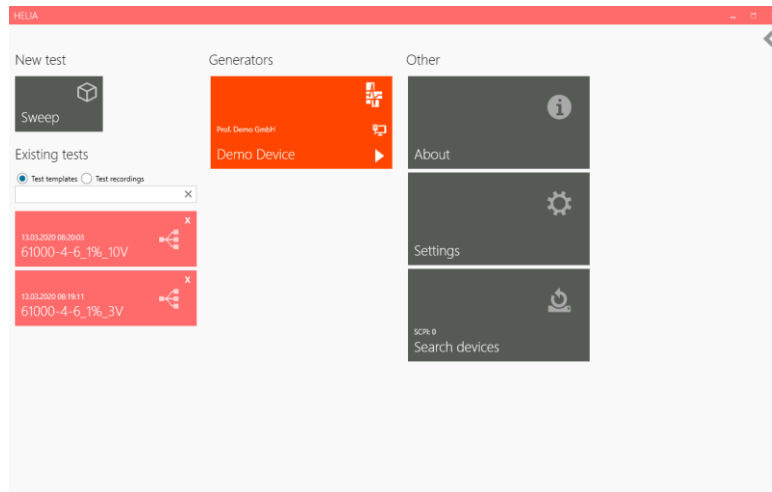 HELIA
New test
Sweep
Existing tests
Test templates
Test recordings
X
13.03.2020 08:20:03
61000-4-6_1%_10V
X
13.03.2020 08:19:11
61000-4-6_1%_3V
Generators
Prof. Demo GmbH
Demo Device
Other
About
Settings
SCPI: 0
Search devices